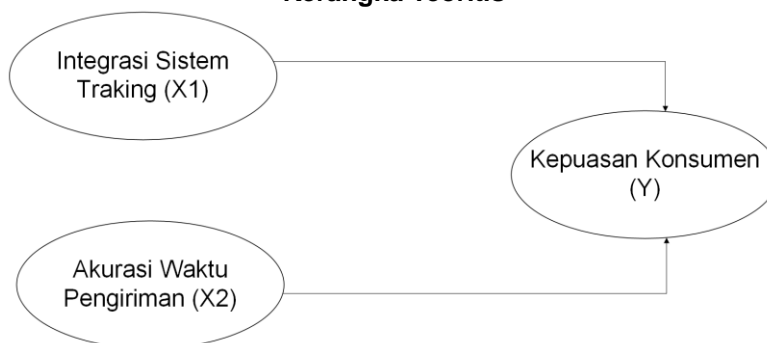 Kerangka Teoritis
Integrasi Sistem
Traking (X1)
Kepuasan Konsumen
(Y)
Akurasi Waktu
Pengiriman (X2)